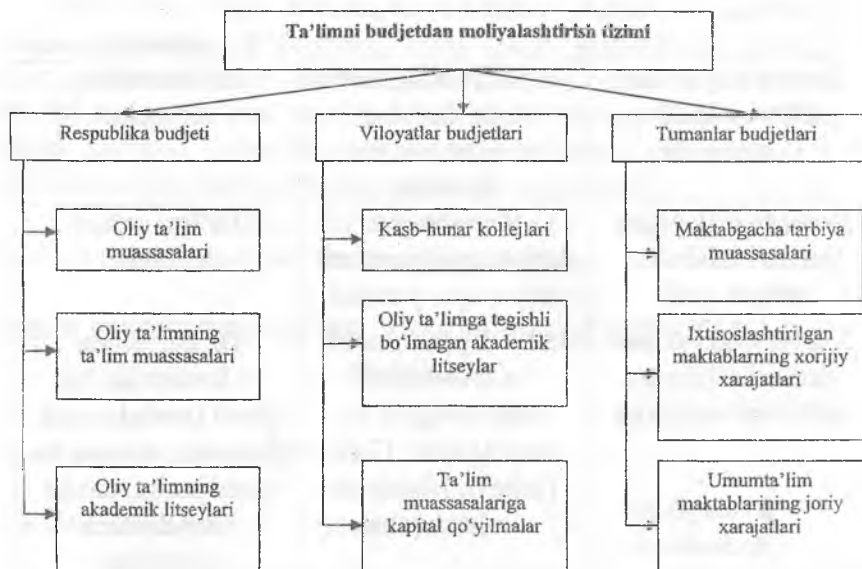 Ta’limni budjetdan moliyalashtirish tizimi
Respublika budjeti
Viloyatlar budjetlari
Tumanlar budjetlari
Oliy ta’lim
muassasalari
Kasb-hunar kollejlari
Maktabgacha tarbiya
muassasalari
Oliy ta’limning
ta’lim muassasalari
Oliy ta’limga tegishli
bo‘lmagan akademik
litseylar
Ixtisoslashtirilgan
maktablarning xorijiy
xarajatlari
Oliy ta’limning
akademik litseylari
Ta’lim
muassasalariga
kapital qo‘yilmalar
Umumta’lim
maktablarining joriy
xarajatlari